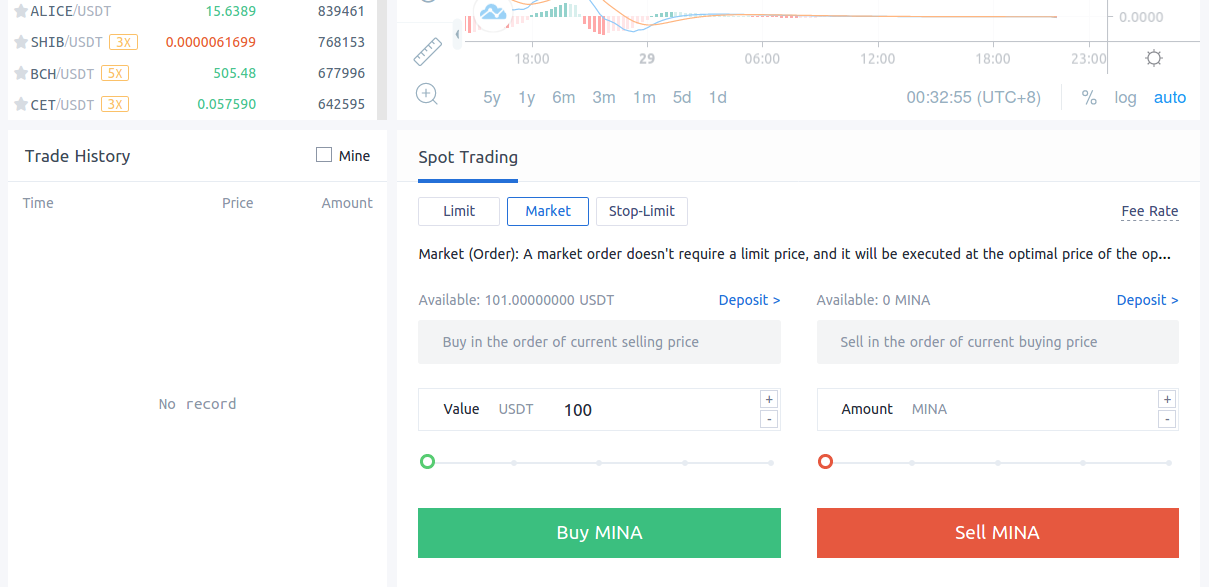 ALICE/USDT 15.6389 839461
SHIB/USDT 3X 0.0000061699 768153
BCH/USDT 5X 505.48 677996
CET/USDT 3X 0.057590 642595
0.0000
18:00 29 06:00 12:00 18:00 23:00
5y 1y 6m 3m 1m 5d 1d 00:32:55 (UTC+8) % log auto
Trade History Mine
Time Price Amount
No record
Spot Trading
Limit Market Stop-Limit Fee Rate
Market (Order): A market order doesn't require a limit price, and it will be executed at the optimal price of the op...
Available: 101.00000000 USDT Deposit >
Buy in the order of current selling price
Value USDT 100 + -
Buy MINA
Available: 0 MINA Deposit >
Sell in the order of current buying price
Amount MINA + -
Sell MINA